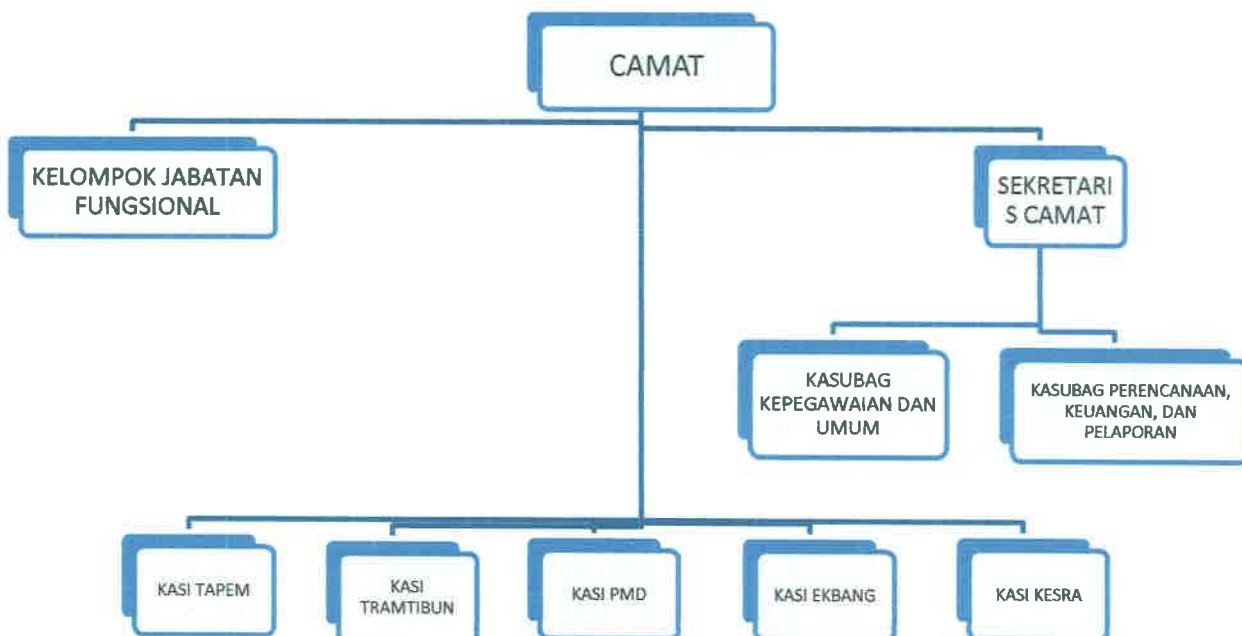 CAMAT
KELOMPOK JABATAN
FUNGSIONAL
SEKRETARI
S CAMAT
KASUBAG
KEPEGAWAIAN DAN
UMUM
KASUBAG PERENCANAAN,
KEUANGAN, DAN
PELAPORAN
KASI TAPEM
KASI
TRAMTIBUN
KASI PMD
KASI EKBANG
KASI KESRA